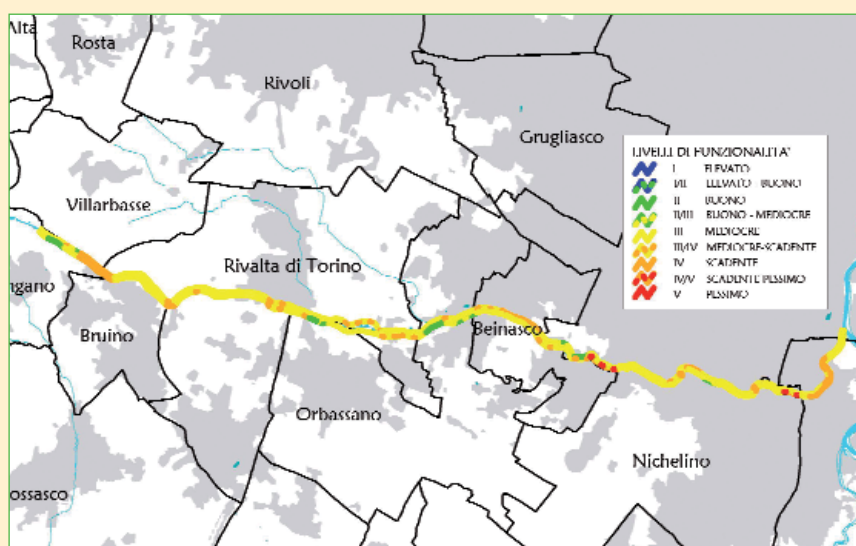 Alta
Rosta
Rivoli
Grugliasco
Villarbasse
Rivalta di Torino
ngano
Bruino
Beinasco
Orbassano
Nichelino
ossasco
LIVELLI DI FUNZIONALITA'
I ELEVATO
I/II ELEVATO - BUONO
II BUONO
II/III BUONO - MEDIOCRE
III MEDIOCRE
III/IV MEDIOCRE-SCADENTE
IV SCADENTE
IV/V SCADENTE PESSIMO
V PESSIMO